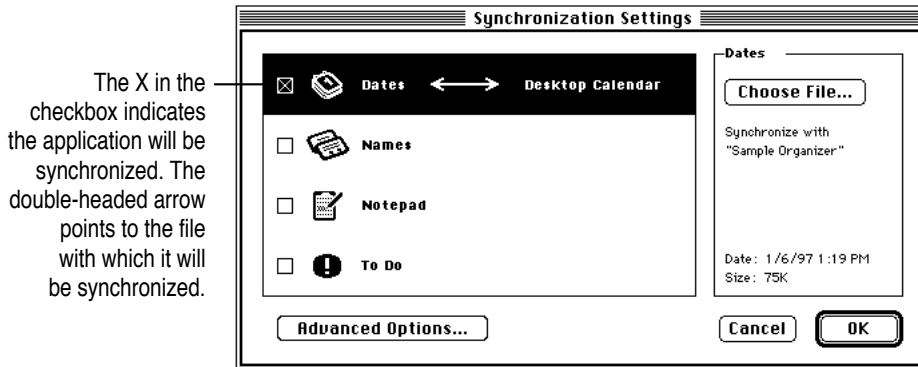 The X in the
checkbox indicates
the application will be
synchronized. The
double-headed arrow
points to the file
with which it will
be synchronized.
Synchronization Settings
Dates Desktop Calendar
Names
Notepad
To Do
Dates
Choose File...
Synchronize with
"Sample Organizer"
Date: 1/6/97 1:19 PM
Size: 75K
Advanced Options...
Cancel OK